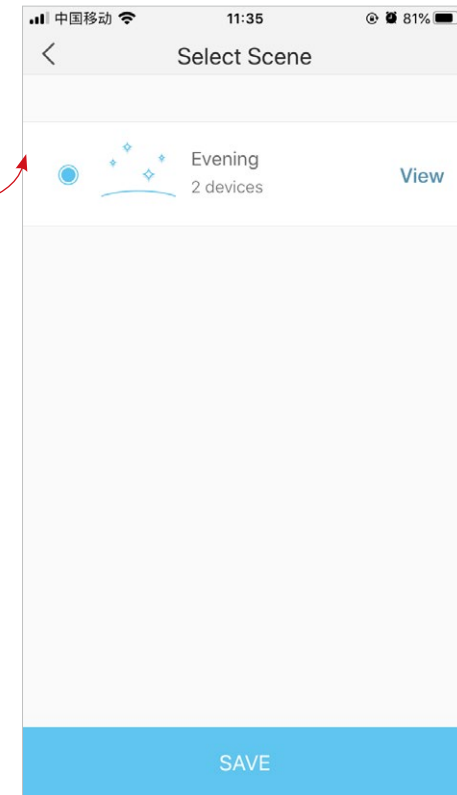 中国移动 11:35 81%
Select Scene
Evening
2 devices
View
SAVE